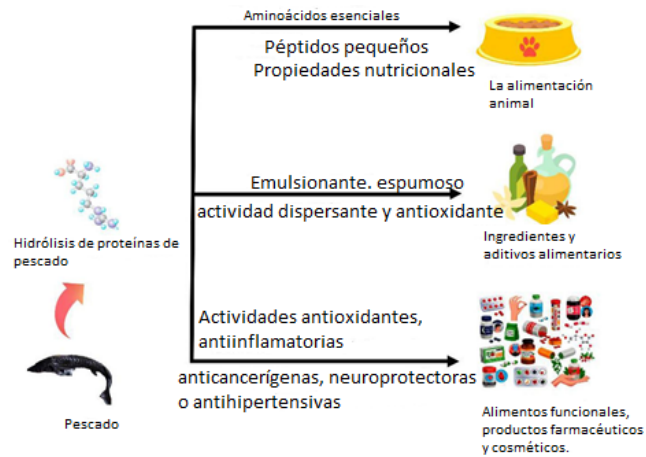 Aminoácidos esenciales
Péptidos pequeños
Propiedades nutricionales
La alimentación
animal
Emulsionante. espumoso
actividad dispersante y antioxidante
Ingredientes y
aditivos alimentarios
Hidrólisis de proteínas de
pescado
Pescado
Actividades antioxidantes,
antiinflamatorias
anticancerígenas, neuroprotectoras
o antihipertensivas
Alimentos funcionales,
productos farmacéuticos
y cosméticos.